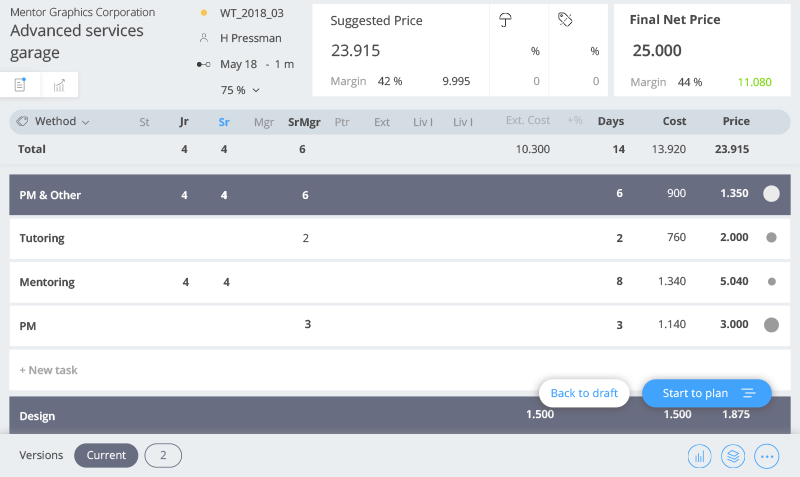 Mentor Graphics Corporation
Advanced services
garage
WT_2018_03
H Pressman
May 18 - 1 m
75 %
Suggested Price
23.915
% %
Margin 42 % 9.995 0 0
Final Net Price
25.000
Margin 44 % 11.080
Wethod St Jr Sr Mgr SrMgr Ptr Ext Liv I Liv I Ext. Cost +% Days Cost Price
Total 4 4 6 10.300 14 13.920 23.915
PM & Other 4 4 6 6 900 1.350
Tutoring 2 2 760 2.000
Mentoring 4 4 8 1.340 5.040
PM 3 3 1.140 3.000
+ New task
Back to draft Start to plan
Design 1.500 1.500 1.875
Versions Current 2